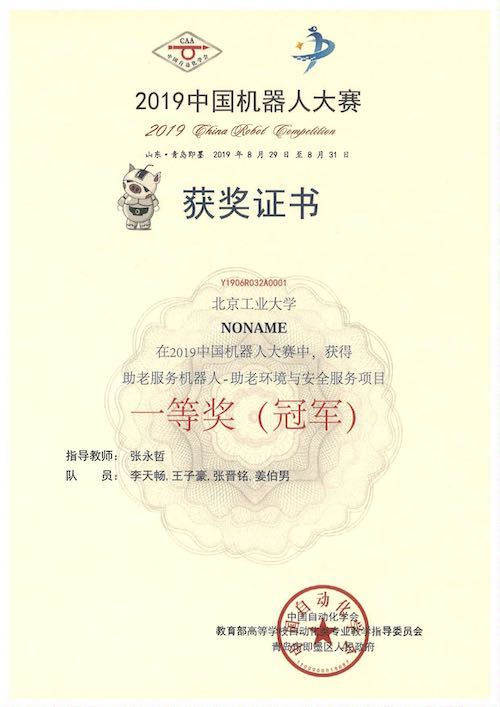 CAA
中国自动化学会
2019中国机器人大赛
2019 China Robot Competition
山东·青岛即墨 2019 年 8 月 29 日 至 8 月 31 日
获奖证书
Y1906R032A0001
北京工业大学
NONAME
在2019中国机器人大赛中，获得
助老服务机器人-助老环境与安全服务项目
一等奖（冠军）
指导教师： 张永哲
队 员： 李天畅,王子豪,张晋铭,姜伯男
中国自动化学会
中国自动化学会
教育部高等学校自动化类专业教学指导委员会
青岛市即墨区人民政府